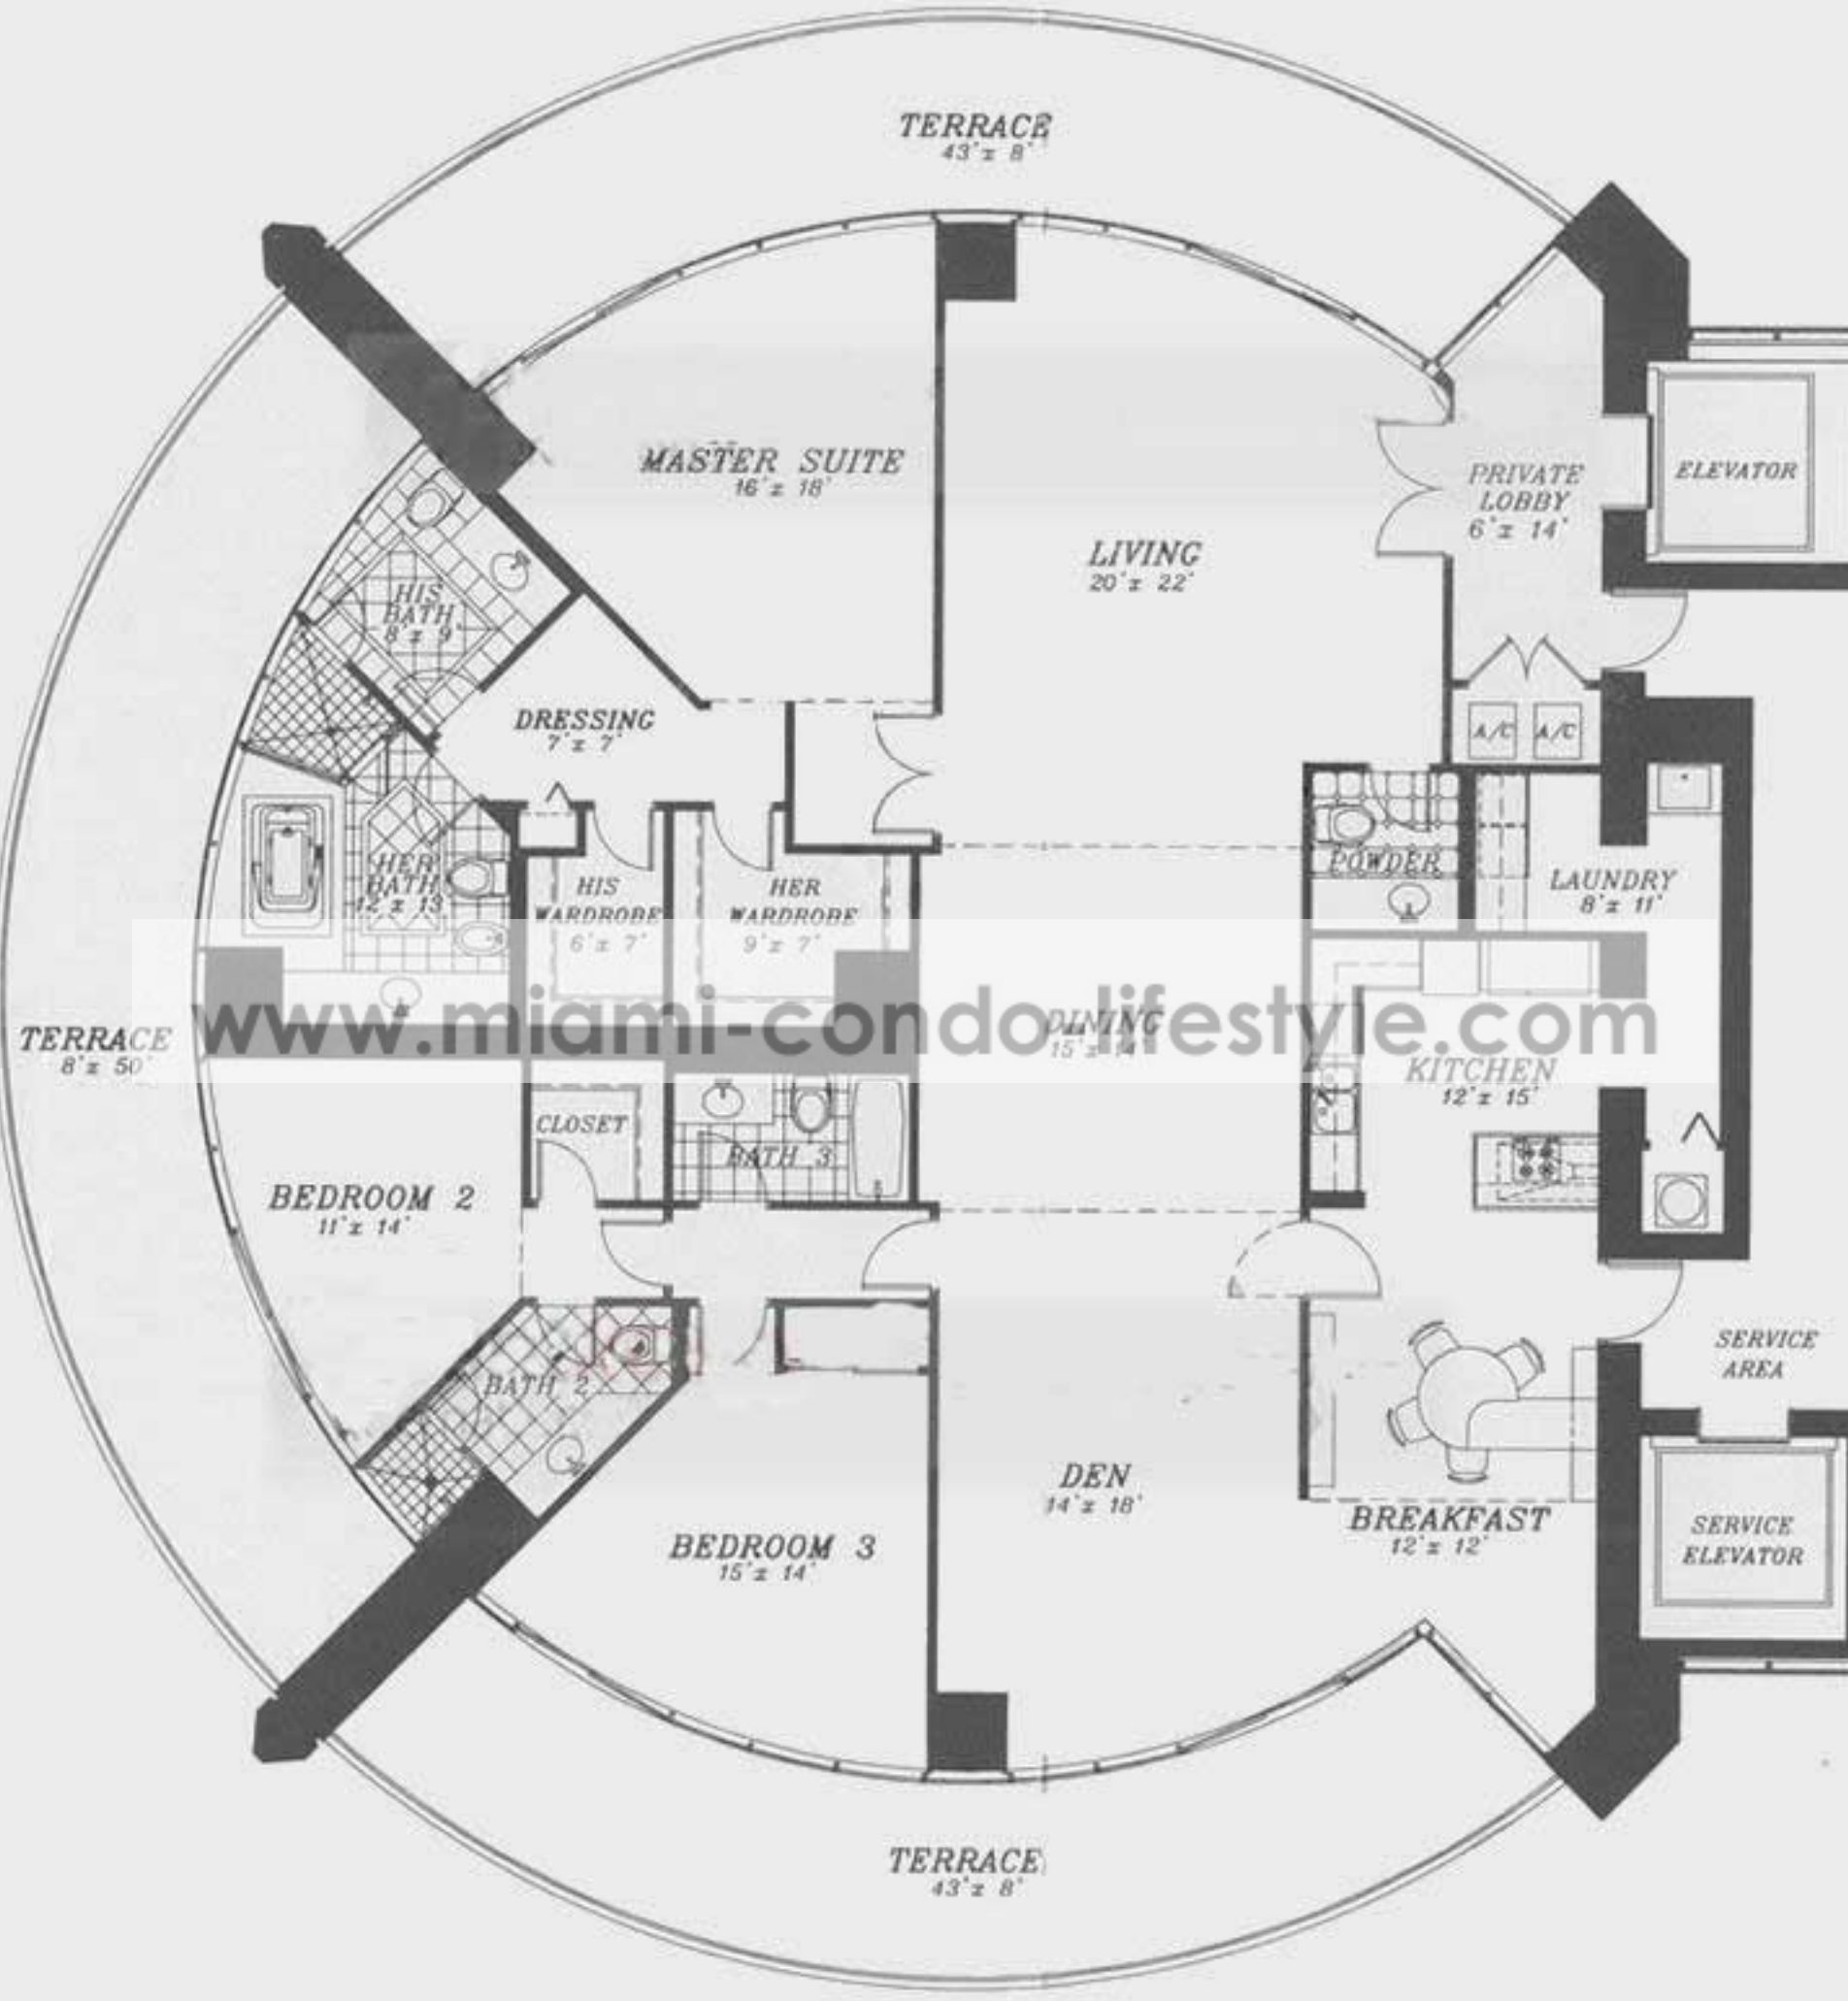 TERRACE
43' x 8'
MASTER SUITE
16' x 18'
PRIVATE
LOBBY
6' x 14'
ELEVATOR
LIVING
20' x 22'
HIS
BATH
8' x 9'
DRESSING
7' x 7'
A/C
A/C
HER
BATH
12' x 13'
HIS
WARDROBE
6' x 7'
HER
WARDROBE
9' x 7'
POWDER
LAUNDRY
8' x 11'
TERRACE
8' x 50'
www.miami-condo-lifestyle.com
DINING
15' x 14'
KITCHEN
12' x 15'
CLOSET
BATH 3
BEDROOM 2
11' x 14'
SERVICE
AREA
BATH 2
DEN
14' x 18'
BREAKFAST
12' x 12'
BEDROOM 3
15' x 14'
SERVICE
ELEVATOR
TERRACE
43' x 8'